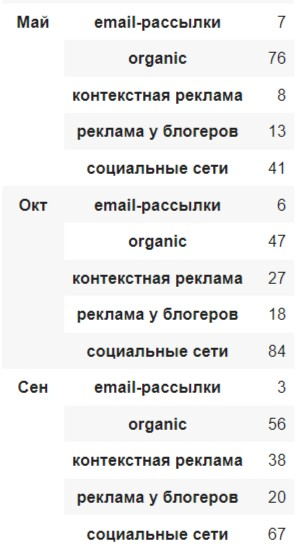 Май email-рассылки 7
organic 76
контекстная реклама 8
реклама у блогеров 13
социальные сети 41
Окт email-рассылки 6
organic 47
контекстная реклама 27
реклама у блогеров 18
социальные сети 84
Сен email-рассылки 3
organic 56
контекстная реклама 38
реклама у блогеров 20
социальные сети 67